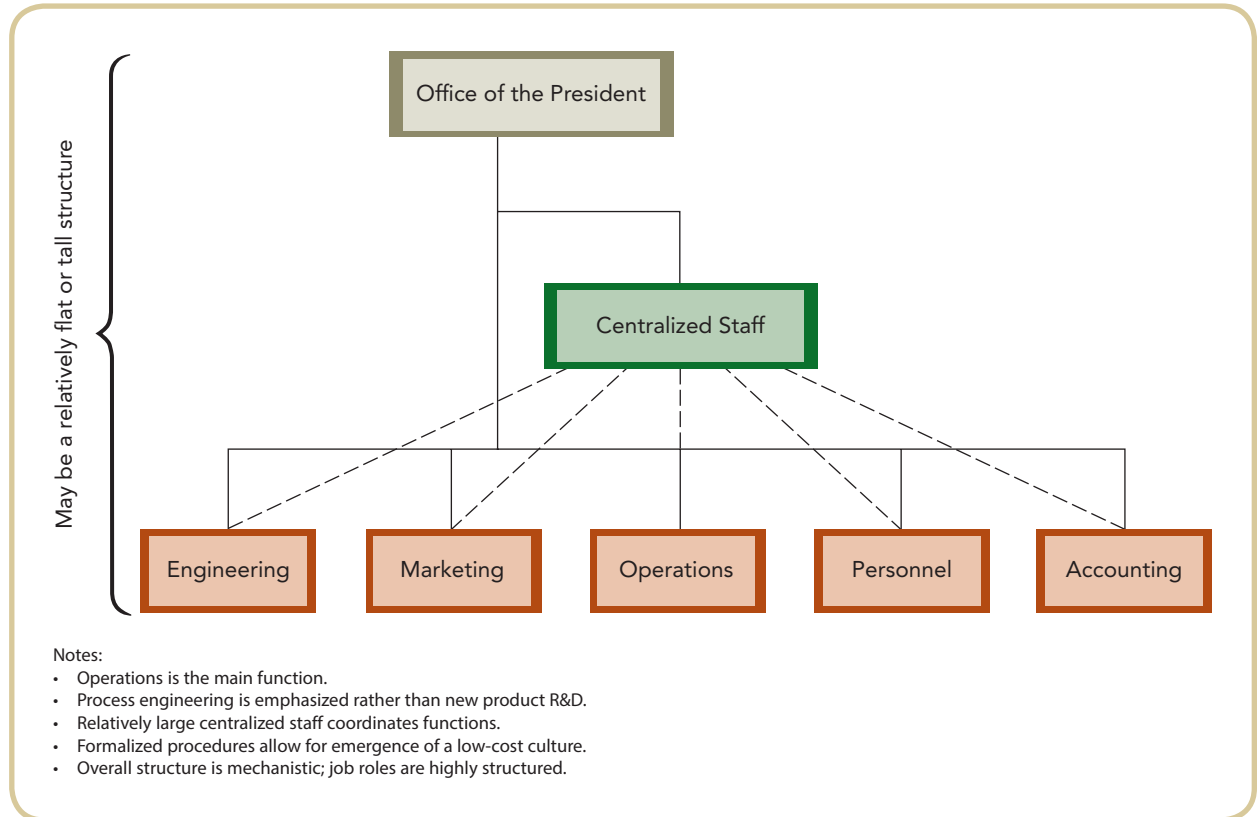 Office of the President
May be a relatively flat or tall structure
Centralized Staff
Engineering
Marketing
Operations
Personnel
Accounting
Notes:
• Operations is the main function.
• Process engineering is emphasized rather than new product R&D.
• Relatively large centralized staff coordinates functions.
• Formalized procedures allow for emergence of a low-cost culture.
• Overall structure is mechanistic; job roles are highly structured.